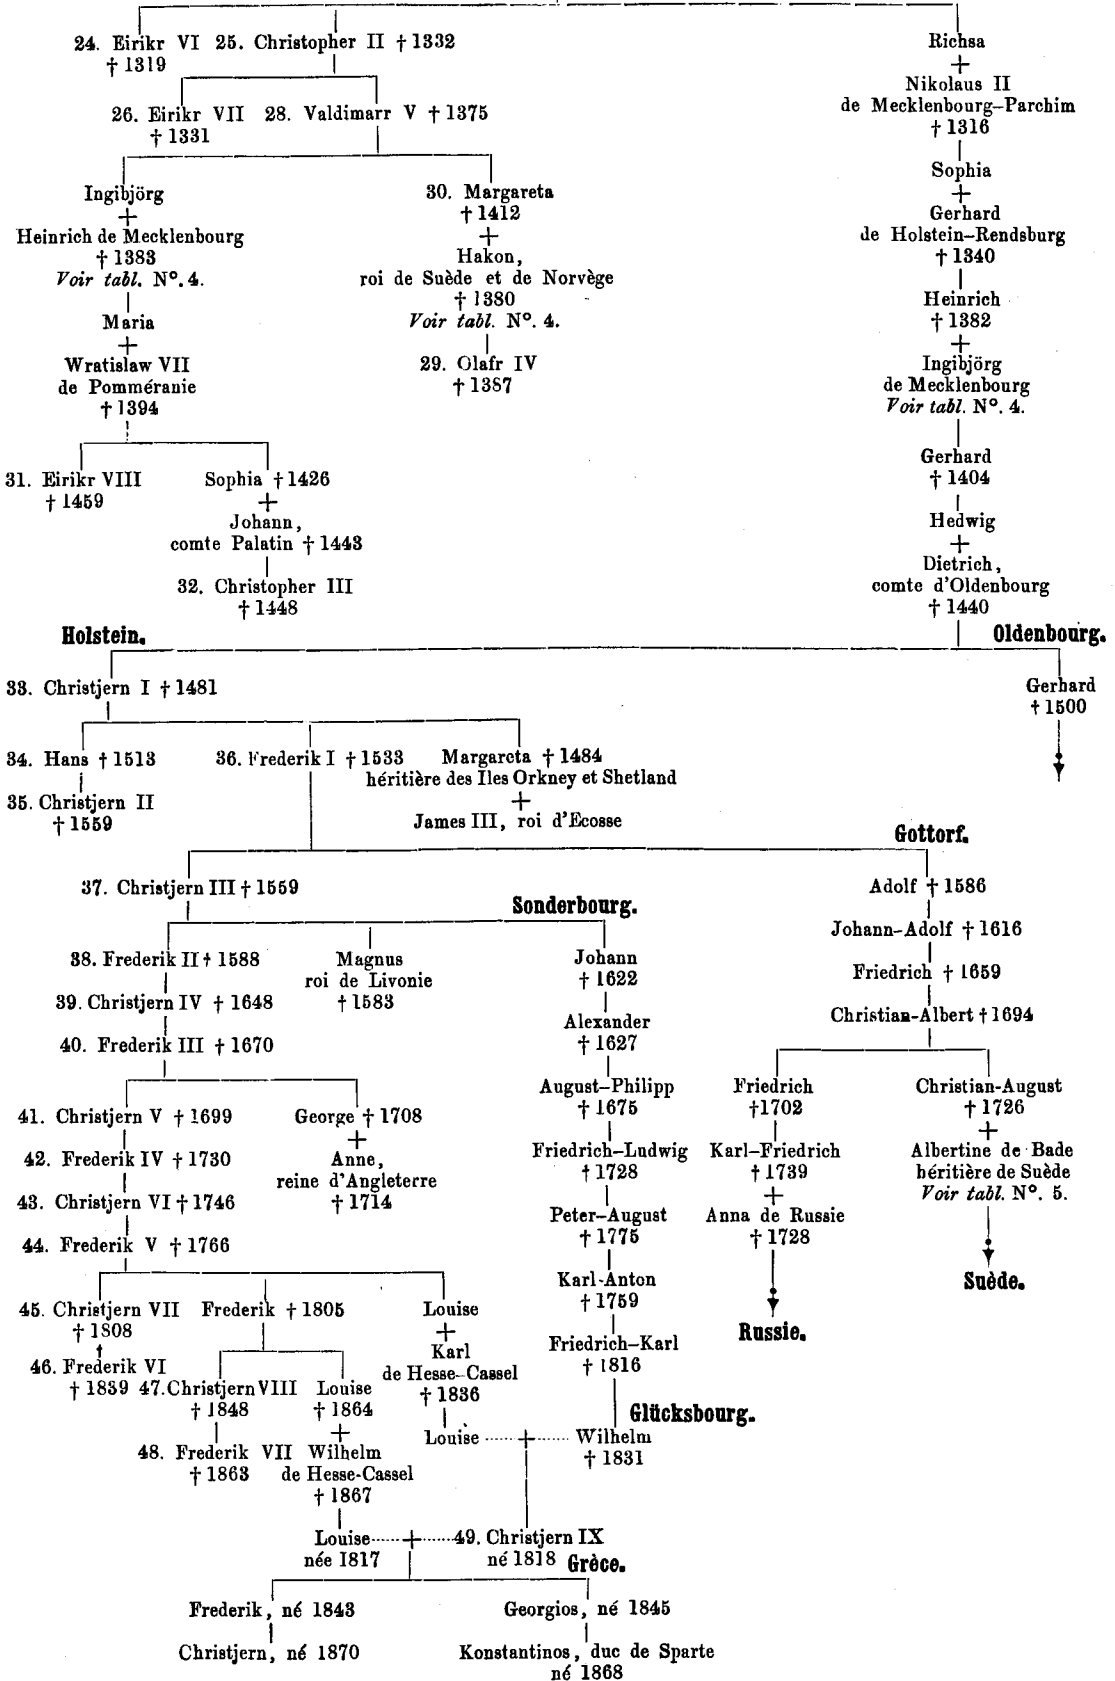 24. Eirikr VI 25. Christopher II † 1332
† 1319
Richsa
+
Nikolaus II
de Mecklenbourg-Parchim
† 1316
26. Eirikr VII 28. Valdimarr V † 1375
† 1331
Sophia
+
Gerhard
de Holstein-Rendsburg
† 1340
Ingibjörg
+
Heinrich de Mecklenbourg
† 1383
Voir tabl. N°. 4.
30. Margareta
† 1412
+
Hakon,
roi de Suède et de Norvège
† 1380
Voir tabl. N°. 4.
Heinrich
† 1382
+
Ingibjörg
de Mecklenbourg
Voir tabl. N°. 4.
Maria
+
Wratislaw VII
de Pomméranie
† 1394
29. Olafr IV
† 1387
Gerhard
† 1404
31. Eirikr VIII
† 1459
Sophia † 1426
+
Johann,
comte Palatin † 1443
Hedwig
+
Dietrich,
comte d'Oldenbourg
† 1440
32. Christopher III
† 1448
Holstein.
Oldenbourg.
33. Christjern I † 1481
Gerhard
† 1500
34. Hans † 1513
36. Frederik I † 1533
Margareta † 1484
héritière des Iles Orkney et Shetland
+
James III, roi d'Ecosse
35. Christjern II
† 1559
Gottorf.
37. Christjern III † 1559
Adolf † 1586
Sonderbourg.
Johann-Adolf † 1616
38. Frederik II † 1588
Magnus
roi de Livonie
† 1583
Johann
† 1622
Friedrich † 1659
39. Christjern IV † 1648
Alexander
† 1627
Christian-Albert † 1694
40. Frederik III † 1670
41. Christjern V † 1699
George † 1708
+
Anne,
reine d'Angleterre
† 1714
August-Philipp
† 1675
Friedrich
† 1702
Christian-August
† 1726
+
Albertine de Bade
héritière de Suède
Voir tabl. N°. 5.
42. Frederik IV † 1730
Friedrich-Ludwig
† 1728
Karl-Friedrich
† 1739
+
Anna de Russie
† 1728
43. Christjern VI † 1746
Peter-August
† 1775
44. Frederik V † 1766
Karl-Anton
† 1759
Suède.
45. Christjern VII
† 1808
Frederik † 1805
Louise
+
Karl
de Hesse-Cassel
† 1836
Friedrich-Karl
† 1816
Russie.
46. Frederik VI
† 1839
47. Christjern VIII
† 1848
Louise
† 1864
+
Wilhelm
de Hesse-Cassel
† 1867
Glücksbourg.
Louise + Wilhelm
† 1831
48. Frederik VII
† 1863
Louise + 49. Christjern IX
née 1817 né 1818 Grèce.
Frederik, né 1843
Georgios, né 1845
Christjern, né 1870
Konstantinos, duc de Sparte
né 1868